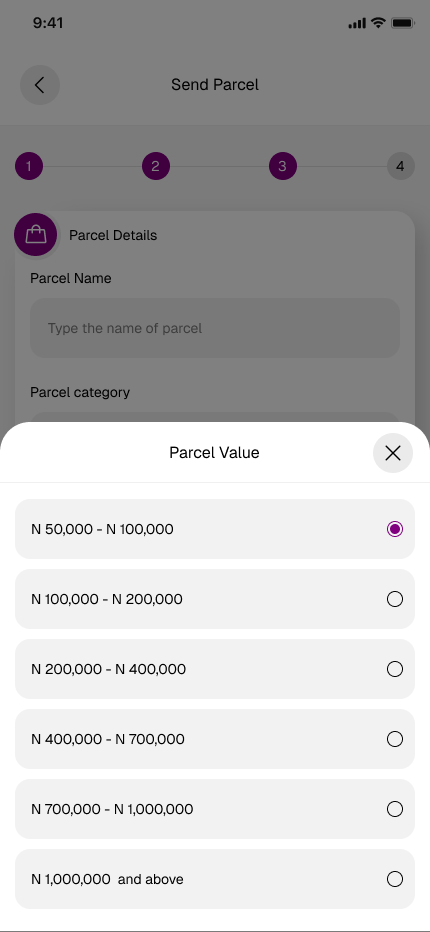 9:41
Send Parcel
1 2 3 4
Parcel Details
Parcel Name
Type the name of parcel
Parcel category
Parcel Value
N 50,000 - N 100,000
N 100,000 - N 200,000
N 200,000 - N 400,000
N 400,000 - N 700,000
N 700,000 - N 1,000,000
N 1,000,000  and above